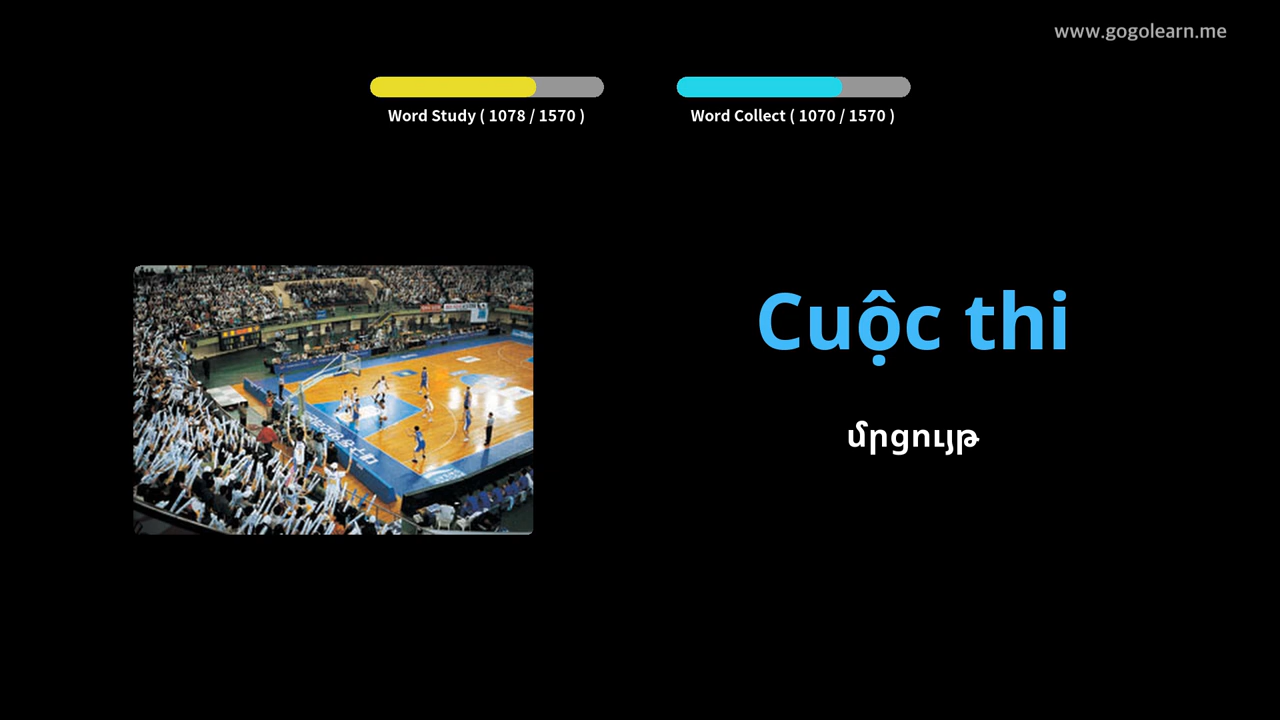 www.gogolearn.me
Word Study ( 1078 / 1570 )
Word Collect ( 1070 / 1570 )
Cuộc thi
մրցույթ